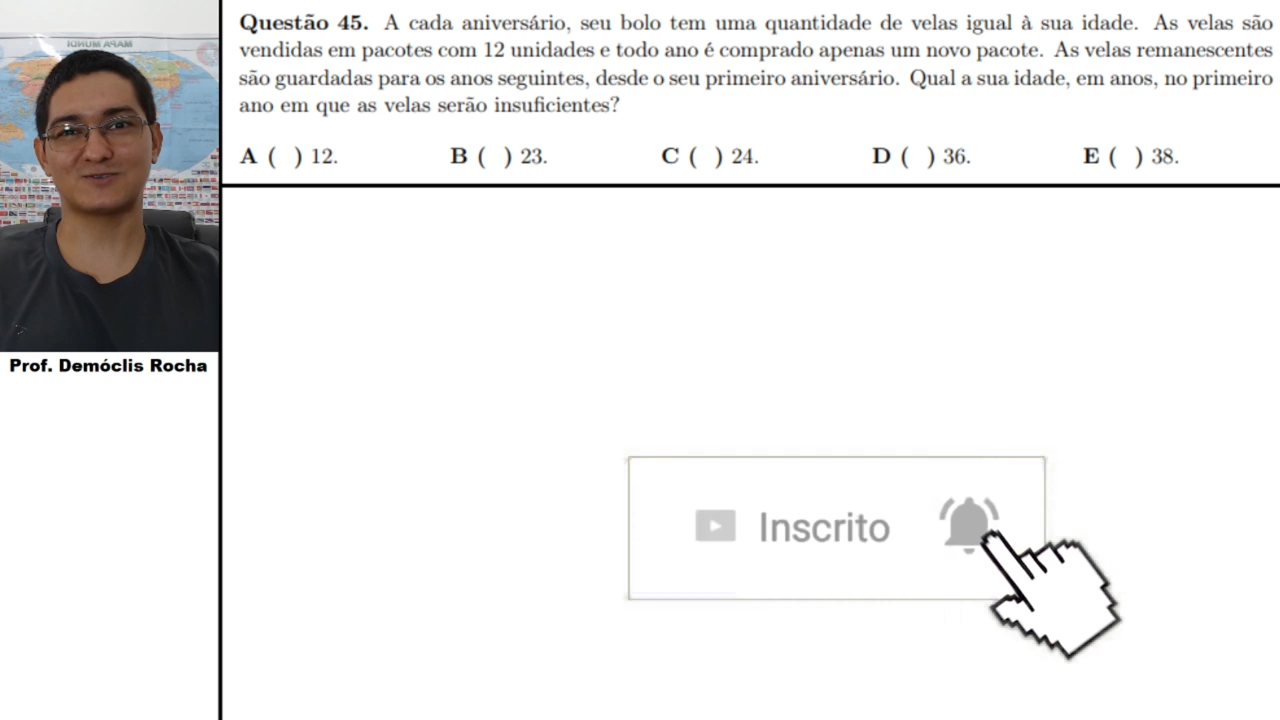 Questão 45. A cada aniversário, seu bolo tem uma quantidade de velas igual à sua idade. As velas são
vendidas em pacotes com 12 unidades e todo ano é comprado apenas um novo pacote. As velas remanescentes
são guardadas para os anos seguintes, desde o seu primeiro aniversário. Qual a sua idade, em anos, no primeiro
ano em que as velas serão insuficientes?
A ( ) 12. B ( ) 23. C ( ) 24. D ( ) 36. E ( ) 38.
MAPA MUNDI
Prof. Demóclis Rocha
Inscrito